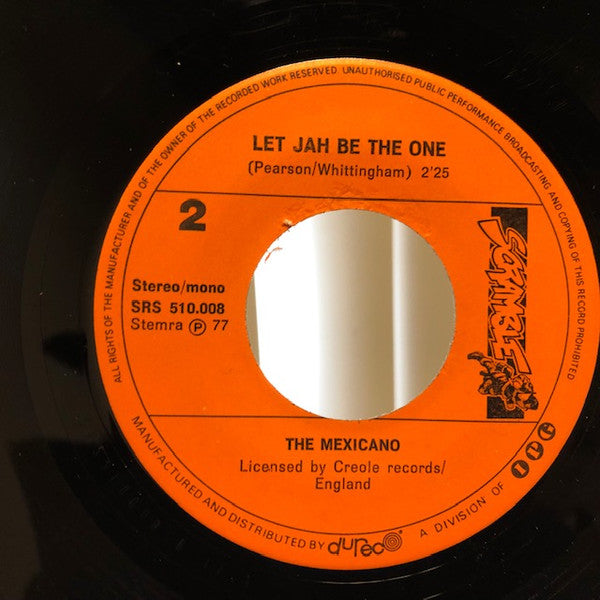 ALL RIGHTS OF THE MANUFACTURER AND OF THE OWNER OF THE RECORDED WORK RESERVED. UNAUTHORISED PUBLIC PERFORMANCE BROADCASTING AND COPYING OF THIS RECORD PROHIBITED
LET JAH BE THE ONE
(Pearson/Whittingham) 2'25
2
Stereo/mono
SRS 510.008
Stemra Ⓟ 77
SCRAMBLE
THE MEXICANO
Licensed by Creole records/
England
MANUFACTURED AND DISTRIBUTED BY dureco A DIVISION OF